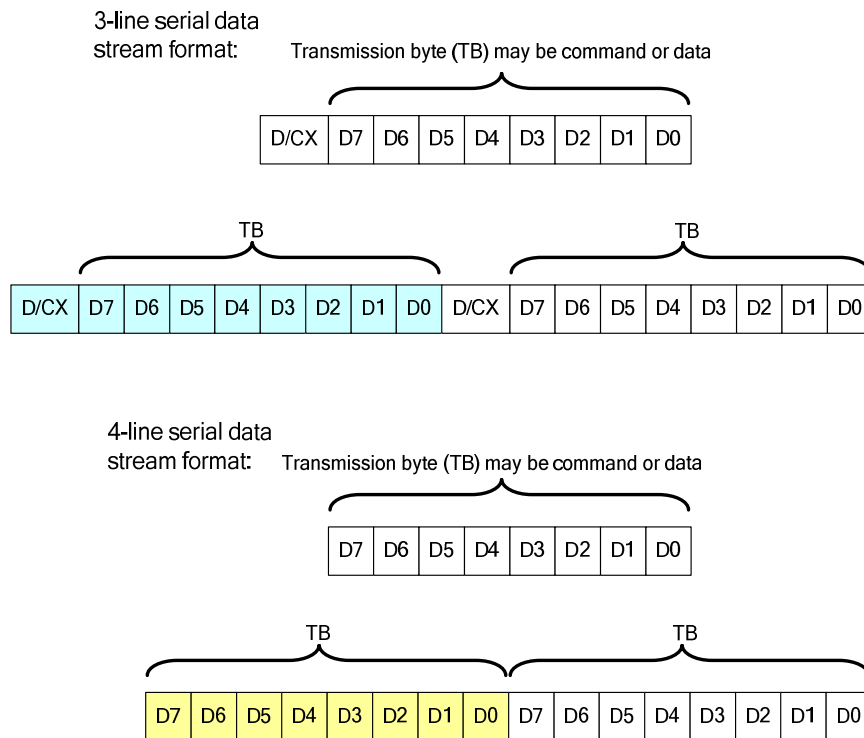 3-line serial data
stream format: Transmission byte (TB) may be command or data
D/CX D7 D6 D5 D4 D3 D2 D1 D0
TB TB
D/CX D7 D6 D5 D4 D3 D2 D1 D0 D/CX D7 D6 D5 D4 D3 D2 D1 D0
4-line serial data
stream format: Transmission byte (TB) may be command or data
D7 D6 D5 D4 D3 D2 D1 D0
TB TB
D7 D6 D5 D4 D3 D2 D1 D0 D7 D6 D5 D4 D3 D2 D1 D0